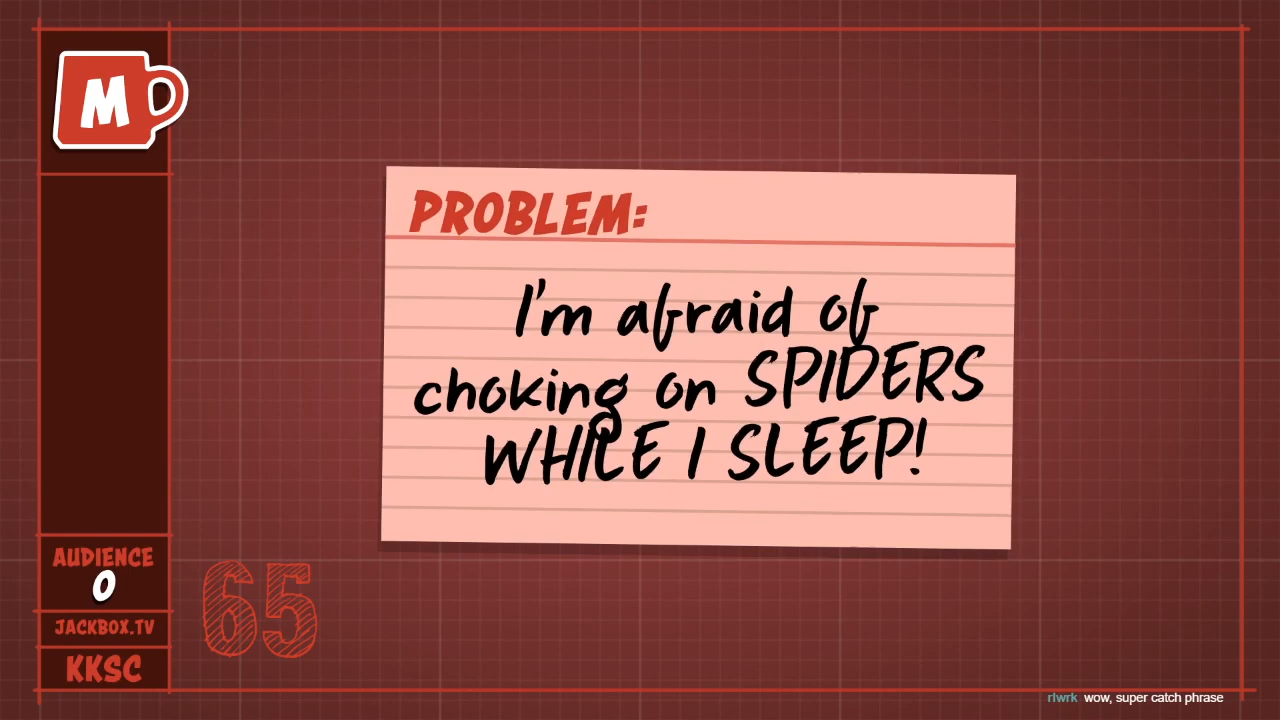 M
PROBLEM:
I'm afraid of
choking on SPIDERS
WHILE I SLEEP!
AUDIENCE
0
JACKBOX.TV
KKSC
65
rlwrk wow, super catch phrase